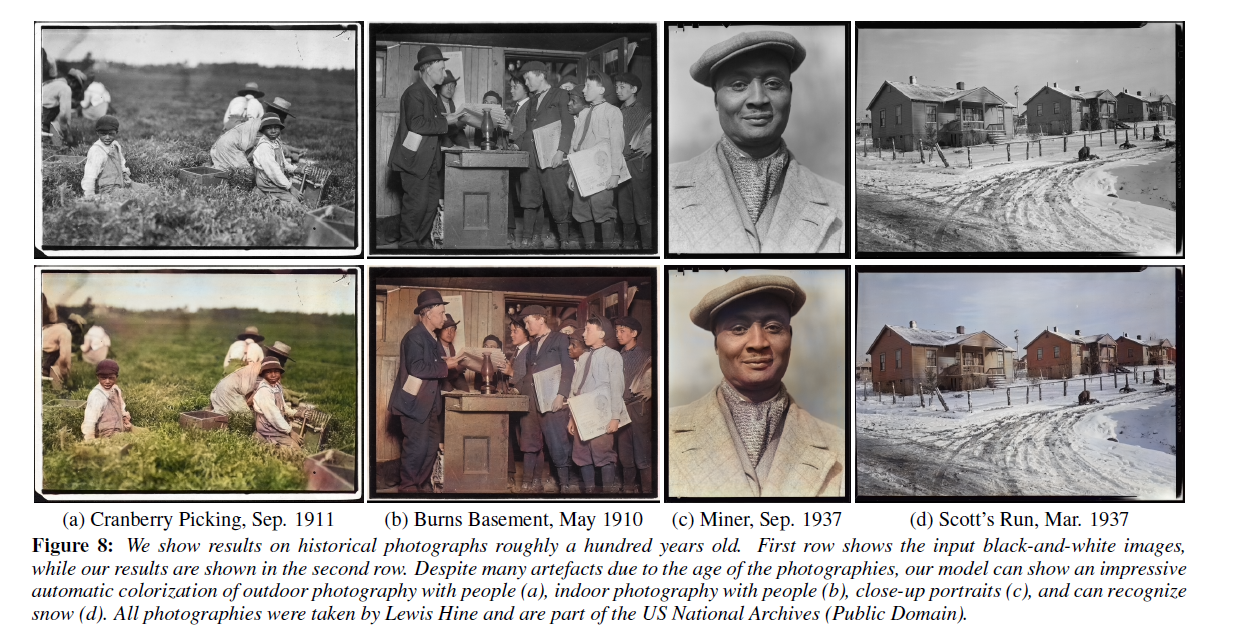 (a) Cranberry Picking, Sep. 1911 (b) Burns Basement, May 1910 (c) Miner, Sep. 1937 (d) Scott's Run, Mar. 1937
Figure 8: We show results on historical photographs roughly a hundred years old. First row shows the input black-and-white images,
while our results are shown in the second row. Despite many artefacts due to the age of the photographies, our model can show an impressive
automatic colorization of outdoor photography with people (a), indoor photography with people (b), close-up portraits (c), and can recognize
snow (d). All photographies were taken by Lewis Hine and are part of the US National Archives (Public Domain).